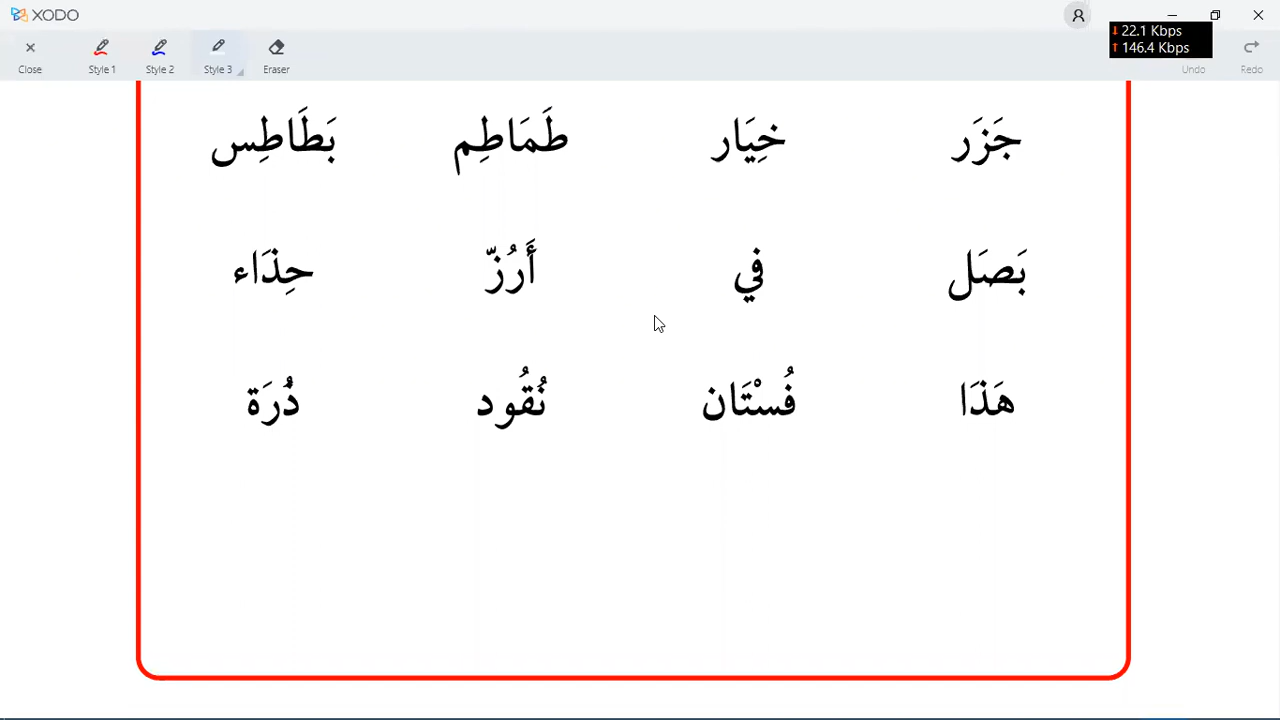 XODO
22.1 Kbps
146.4 Kbps
Close Style 1 Style 2 Style 3 Eraser Undo Redo
جَزَر خِيَار طَمَاطِم بَطَاطِس
بَصَل فِي أَرُزّ حِذَاء
هَذَا فُسْتَان نُقُود ذُرَة